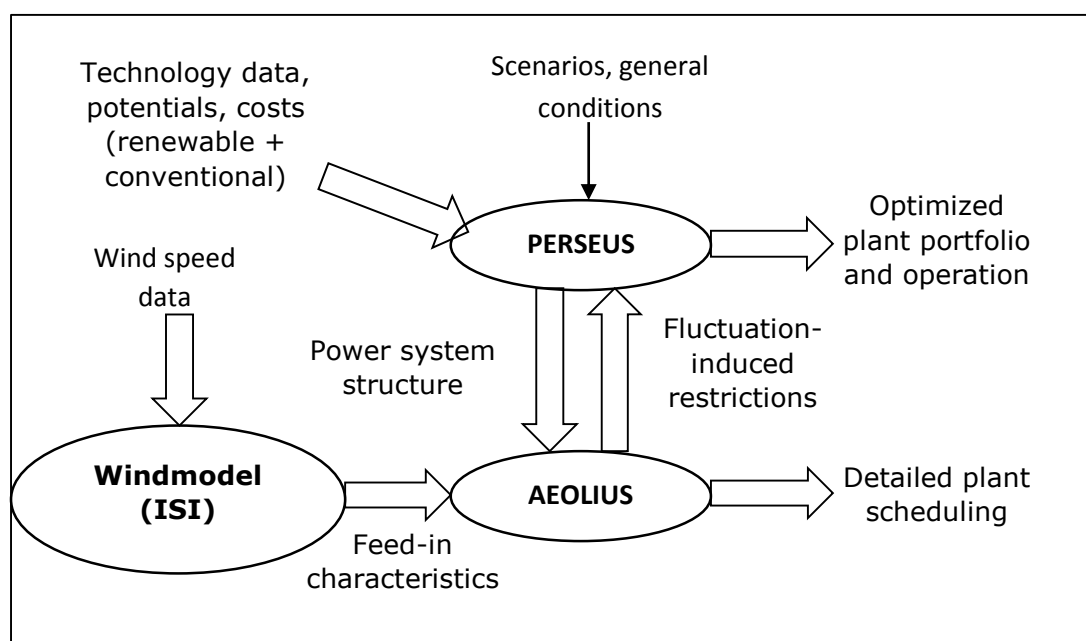 Technology data,
potentials, costs
(renewable +
conventional)
Scenarios, general
conditions
PERSEUS
Optimized
plant portfolio
and operation
Wind speed
data
Power system
structure
Fluctuation-
induced
restrictions
Windmodel
(ISI)
Feed-in
characteristics
AEOLIUS
Detailed plant
scheduling